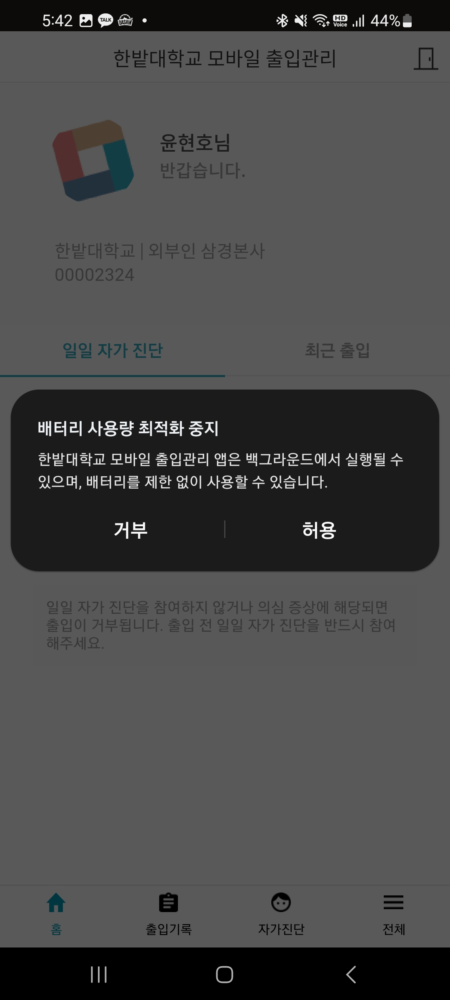 5:42 TALK DASHIN HD Voice 44%
한밭대학교 모바일 출입관리
윤현호님
반갑습니다.
한밭대학교 | 외부인 삼경본사
00002324
일일 자가 진단 최근 출입
배터리 사용량 최적화 중지
한밭대학교 모바일 출입관리 앱은 백그라운드에서 실행될 수
있으며, 배터리를 제한 없이 사용할 수 있습니다.
거부 허용
일일 자가 진단을 참여하지 않거나 의심 증상에 해당되면
출입이 거부됩니다. 출입 전 일일 자가 진단을 반드시 참여
해주세요.
홈 출입기록 자가진단 전체